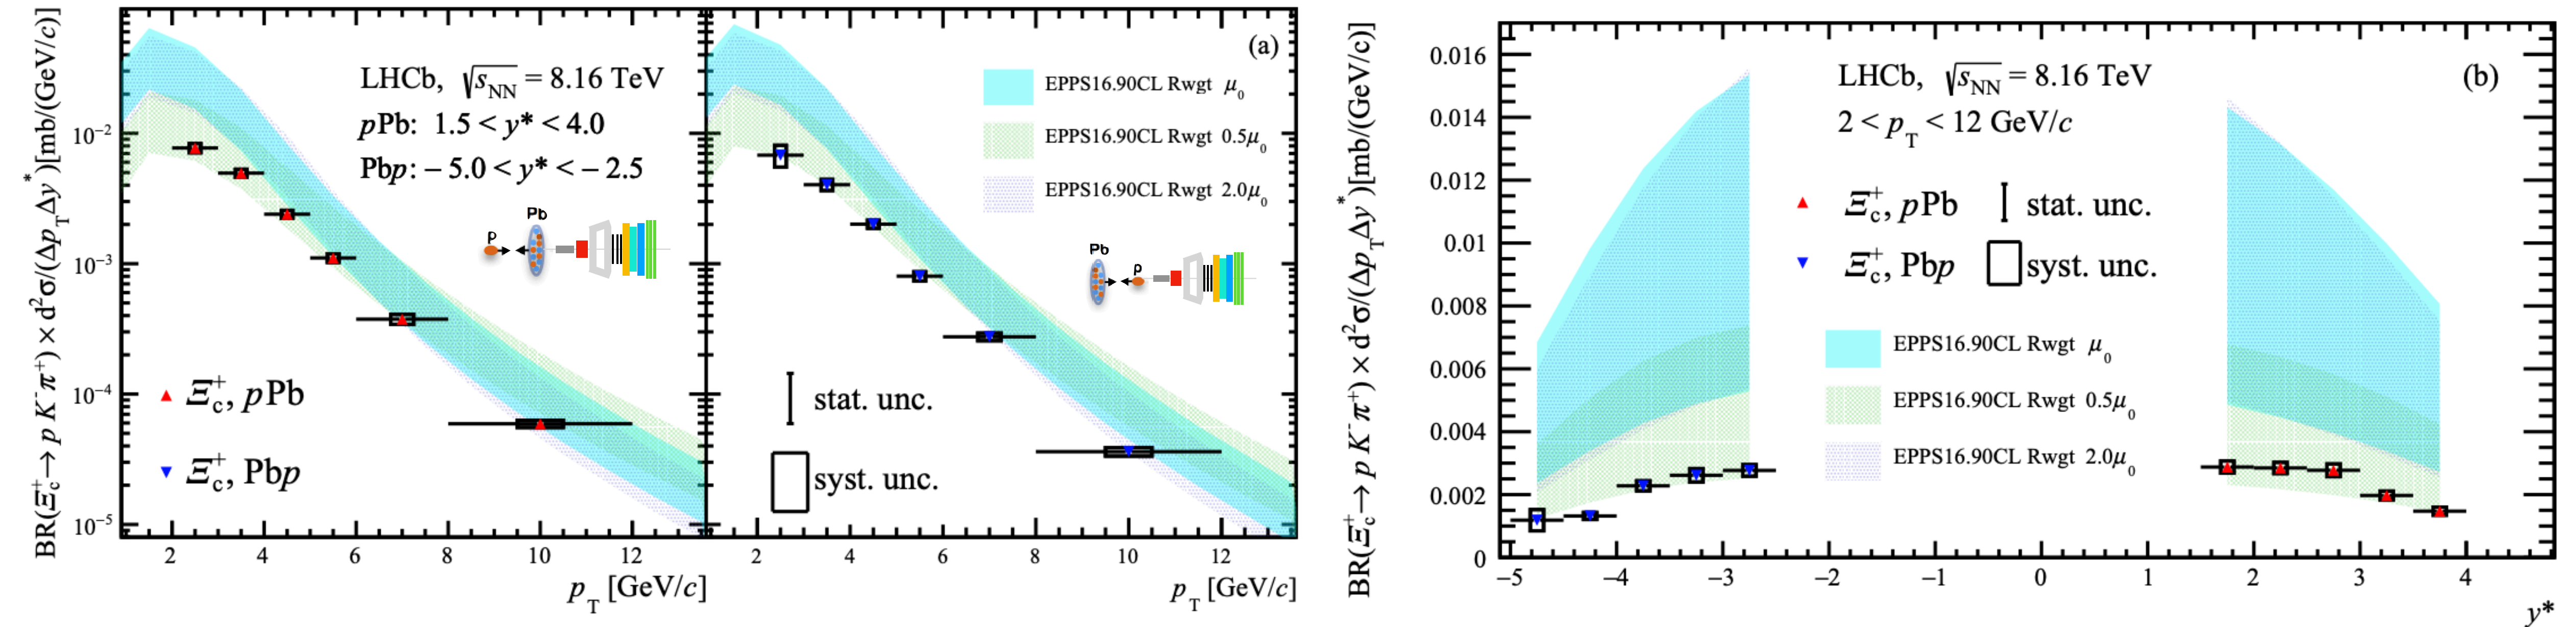 BR(Ξc+ → p K- π+) × d2σ/(ΔpTΔy*)[mb/(GeV/c)]
10−2
10−3
10−4
10−5
LHCb, √sNN = 8.16 TeV
pPb: 1.5 < y* < 4.0
Pbp: − 5.0 < y* < − 2.5
p
Pb
Ξc+, pPb
Ξc+, Pbp
2 4 6 8 10 12
pT [GeV/c]
(a)
EPPS16.90CL Rwgt μ0
EPPS16.90CL Rwgt 0.5μ0
EPPS16.90CL Rwgt 2.0μ0
Pb
p
stat. unc.
syst. unc.
2 4 6 8 10 12
pT [GeV/c]
BR(Ξc+ → p K- π+) × d2σ/(ΔpTΔy*)[mb/(GeV/c)]
0.016
0.014
0.012
0.01
0.008
0.006
0.004
0.002
0
LHCb, √sNN = 8.16 TeV
(b)
2 < pT < 12 GeV/c
Ξc+, pPb stat. unc.
Ξc+, Pbp syst. unc.
EPPS16.90CL Rwgt μ0
EPPS16.90CL Rwgt 0.5μ0
EPPS16.90CL Rwgt 2.0μ0
−5 −4 −3 −2 −1 0 1 2 3 4
y*